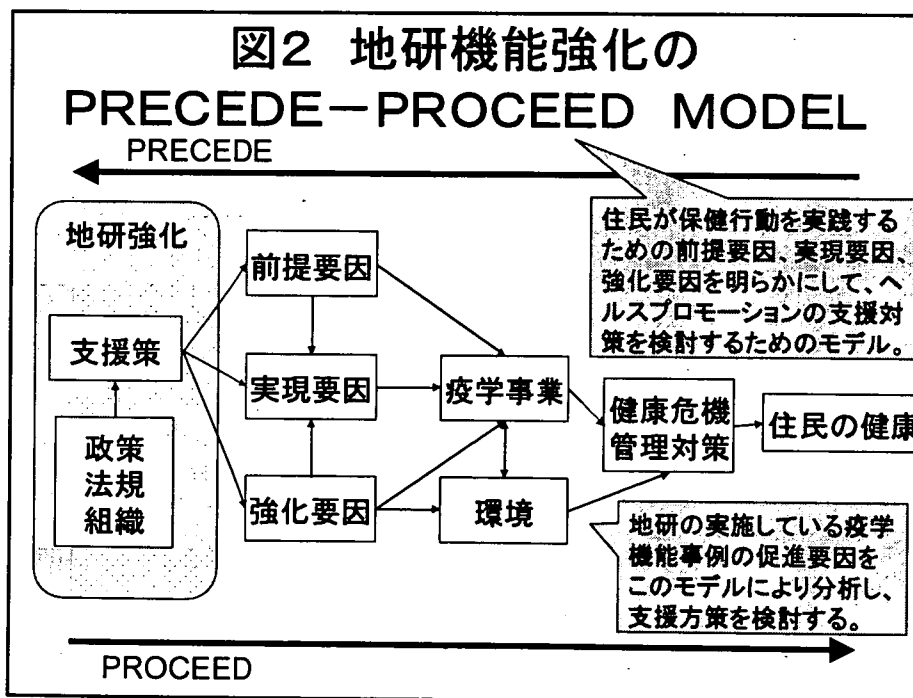 図2 地研機能強化の
PRECEDE－PROCEED MODEL
PRECEDE
住民が保健行動を実践する
ための前提要因、実現要因、
強化要因を明らかにして、ヘ
ルスプロモーションの支援対
策を検討するためのモデル。
地研強化
前提要因
支援策
実現要因
疫学事業
健康危機
管理対策
住民の健康
政策
法規
組織
強化要因
環境
地研の実施している疫学
機能事例の促進要因を
このモデルにより分析し、
支援方策を検討する。
PROCEED